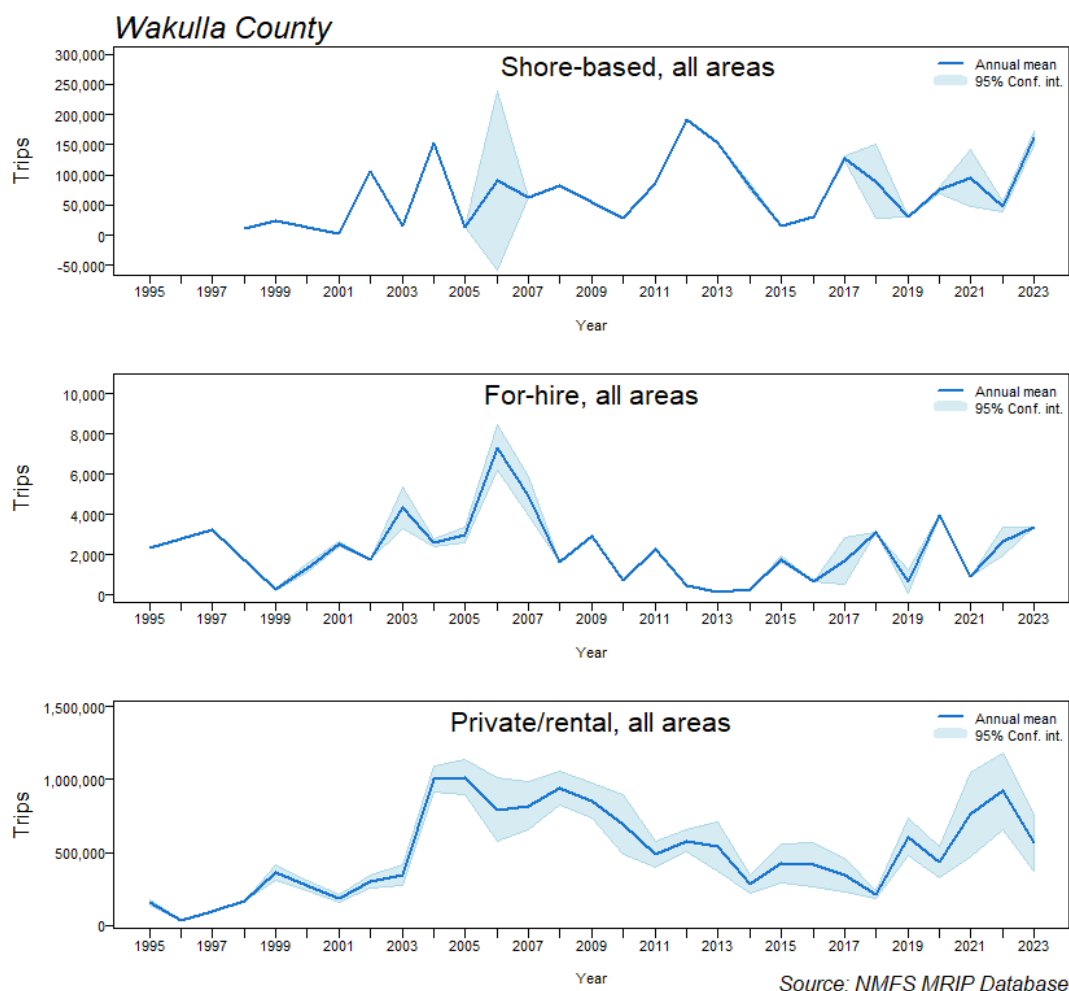 Wakulla County
Shore-based, all areas
Annual mean
95% Conf. int.
Trips
300,000
250,000
200,000
150,000
100,000
50,000
0
-50,000
1995 1997 1999 2001 2003 2005 2007 2009 2011 2013 2015 2017 2019 2021 2023
Year
For-hire, all areas
Annual mean
95% Conf. int.
Trips
10,000
8,000
6,000
4,000
2,000
0
1995 1997 1999 2001 2003 2005 2007 2009 2011 2013 2015 2017 2019 2021 2023
Year
Private/rental, all areas
Annual mean
95% Conf. int.
Trips
1,500,000
1,000,000
500,000
0
1995 1997 1999 2001 2003 2005 2007 2009 2011 2013 2015 2017 2019 2021 2023
Year
Source: NMFS MRIP Database